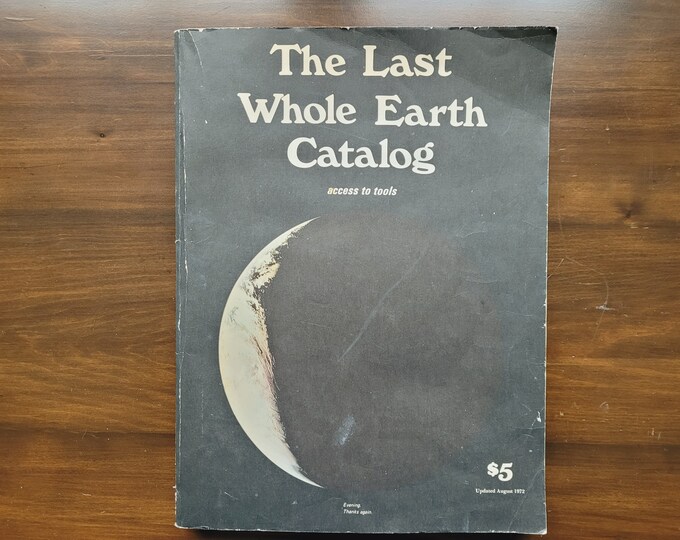 The Last
Whole Earth
Catalog
access to tools
$5
Updated August 1972
Evening.
Thanks again.